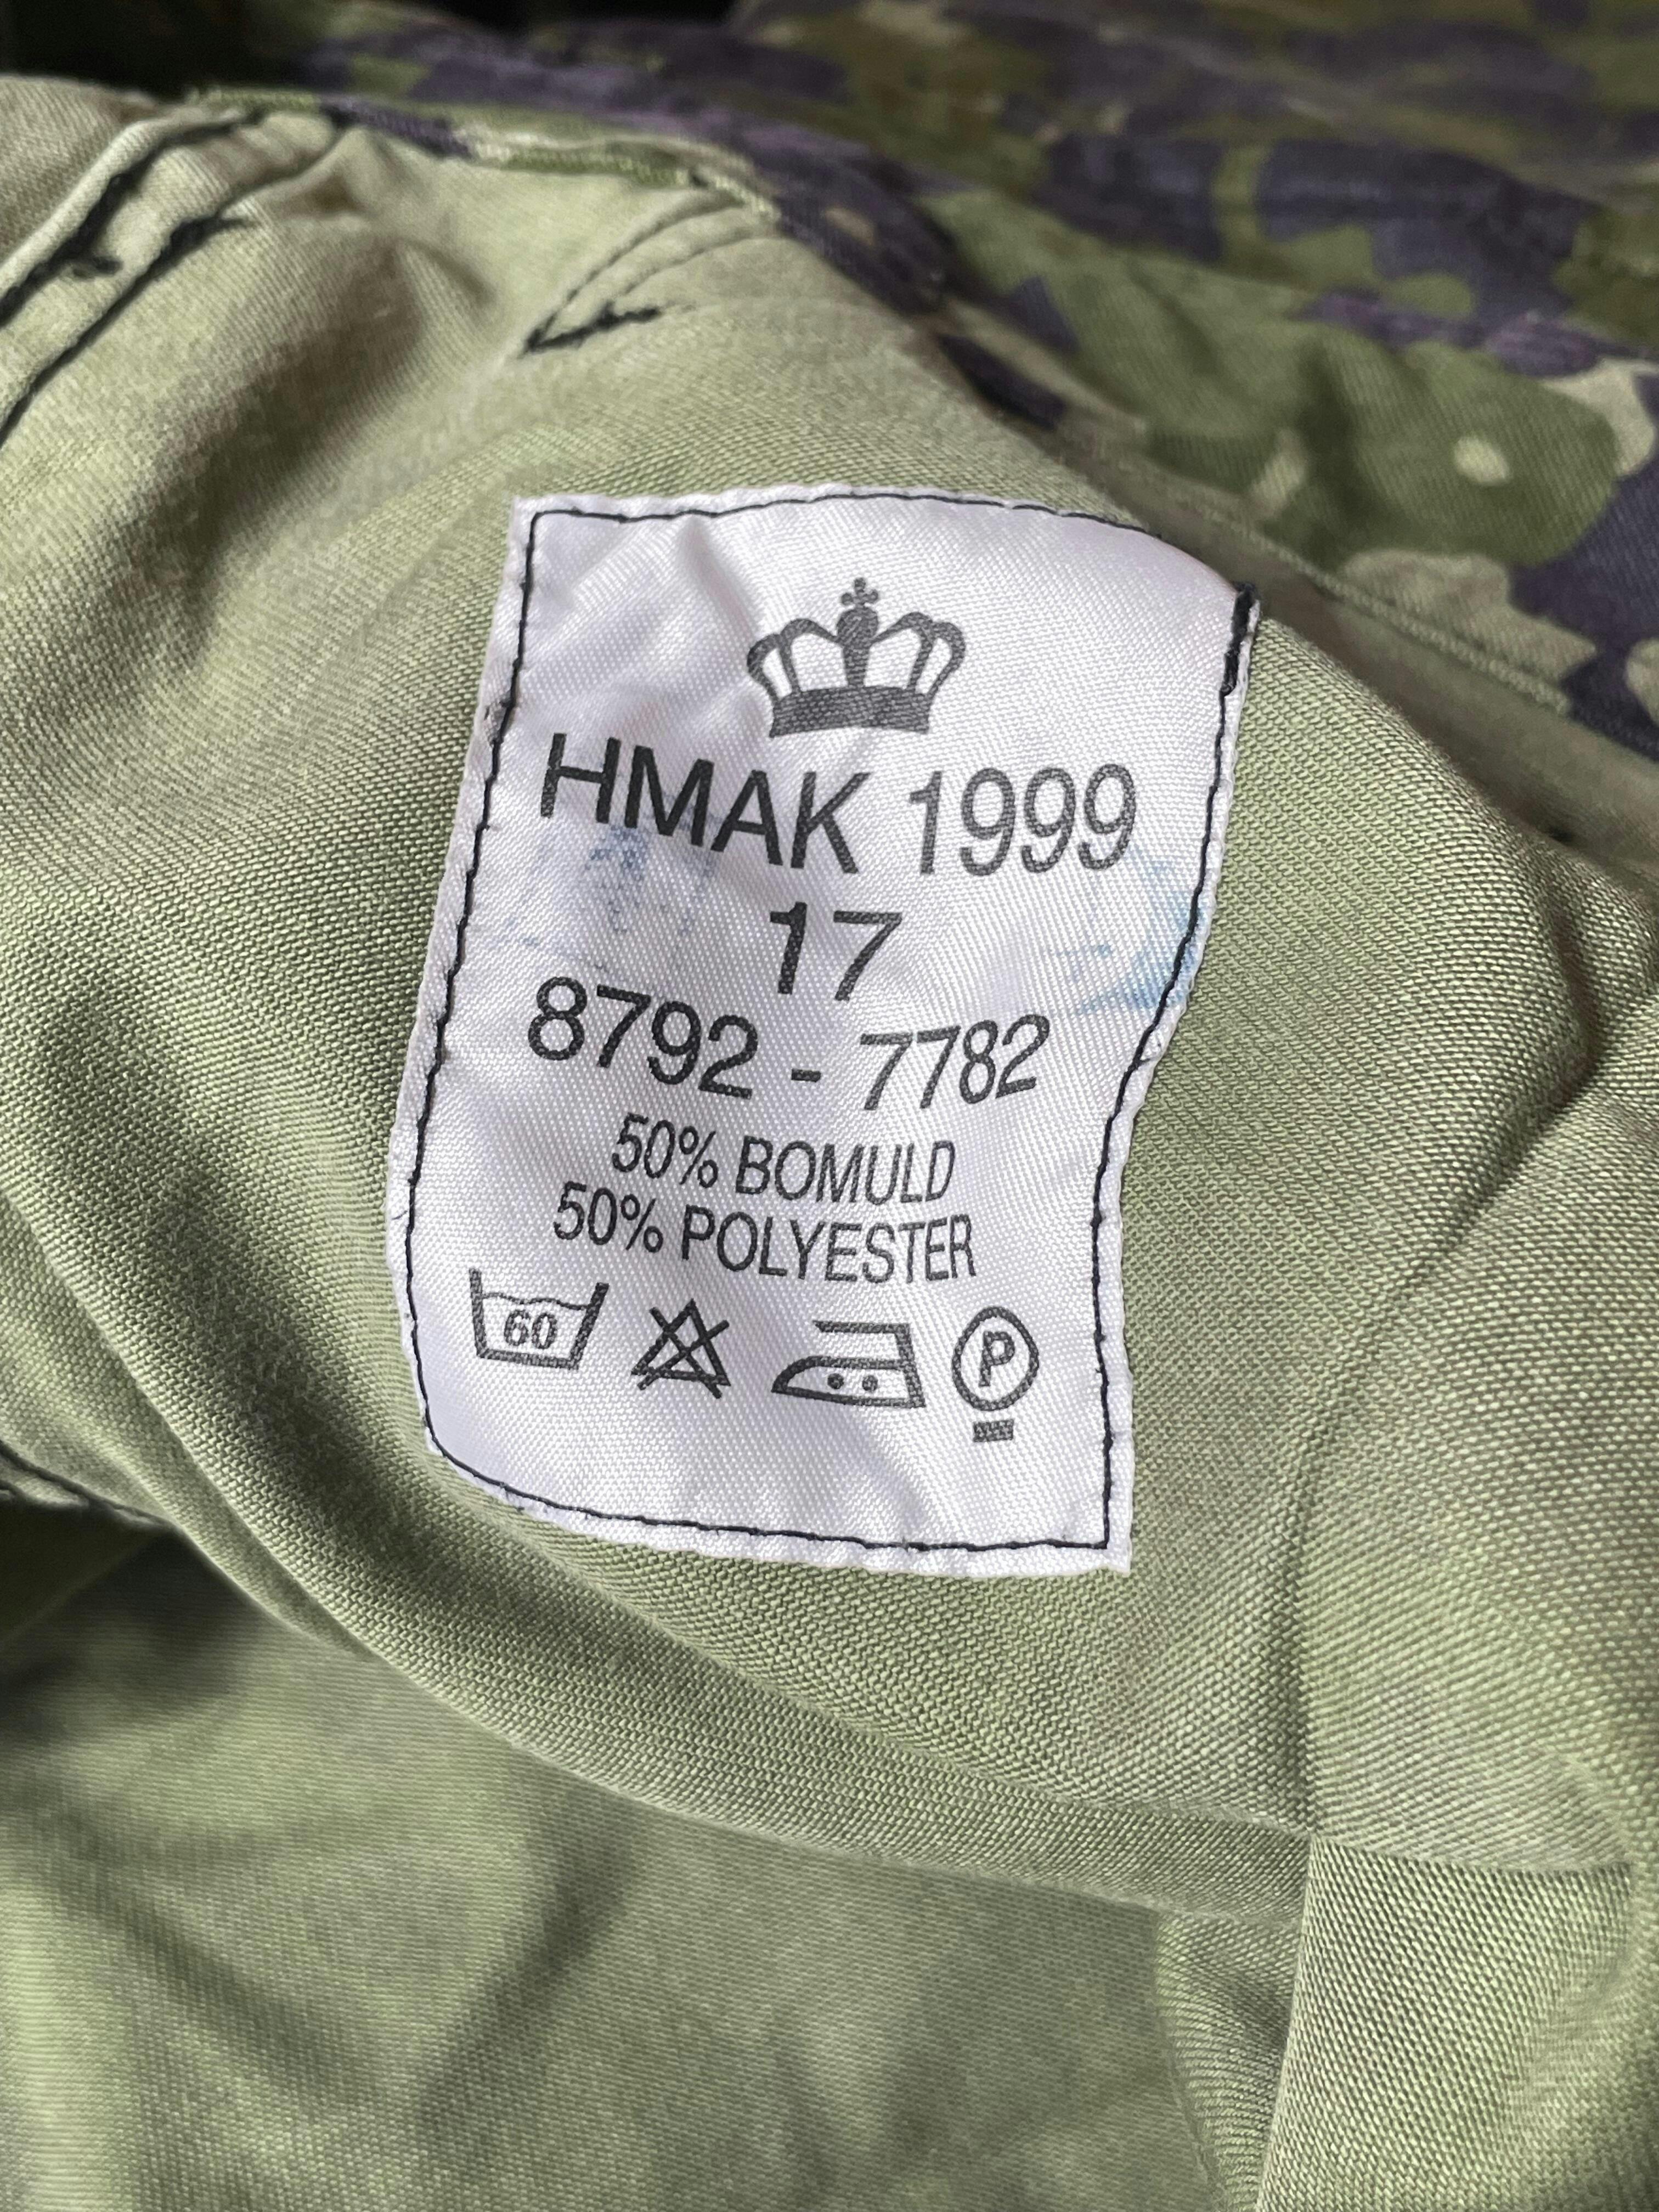 HMAK 1999
17
8792 - 7782
50% BOMULD
50% POLYESTER
60 P